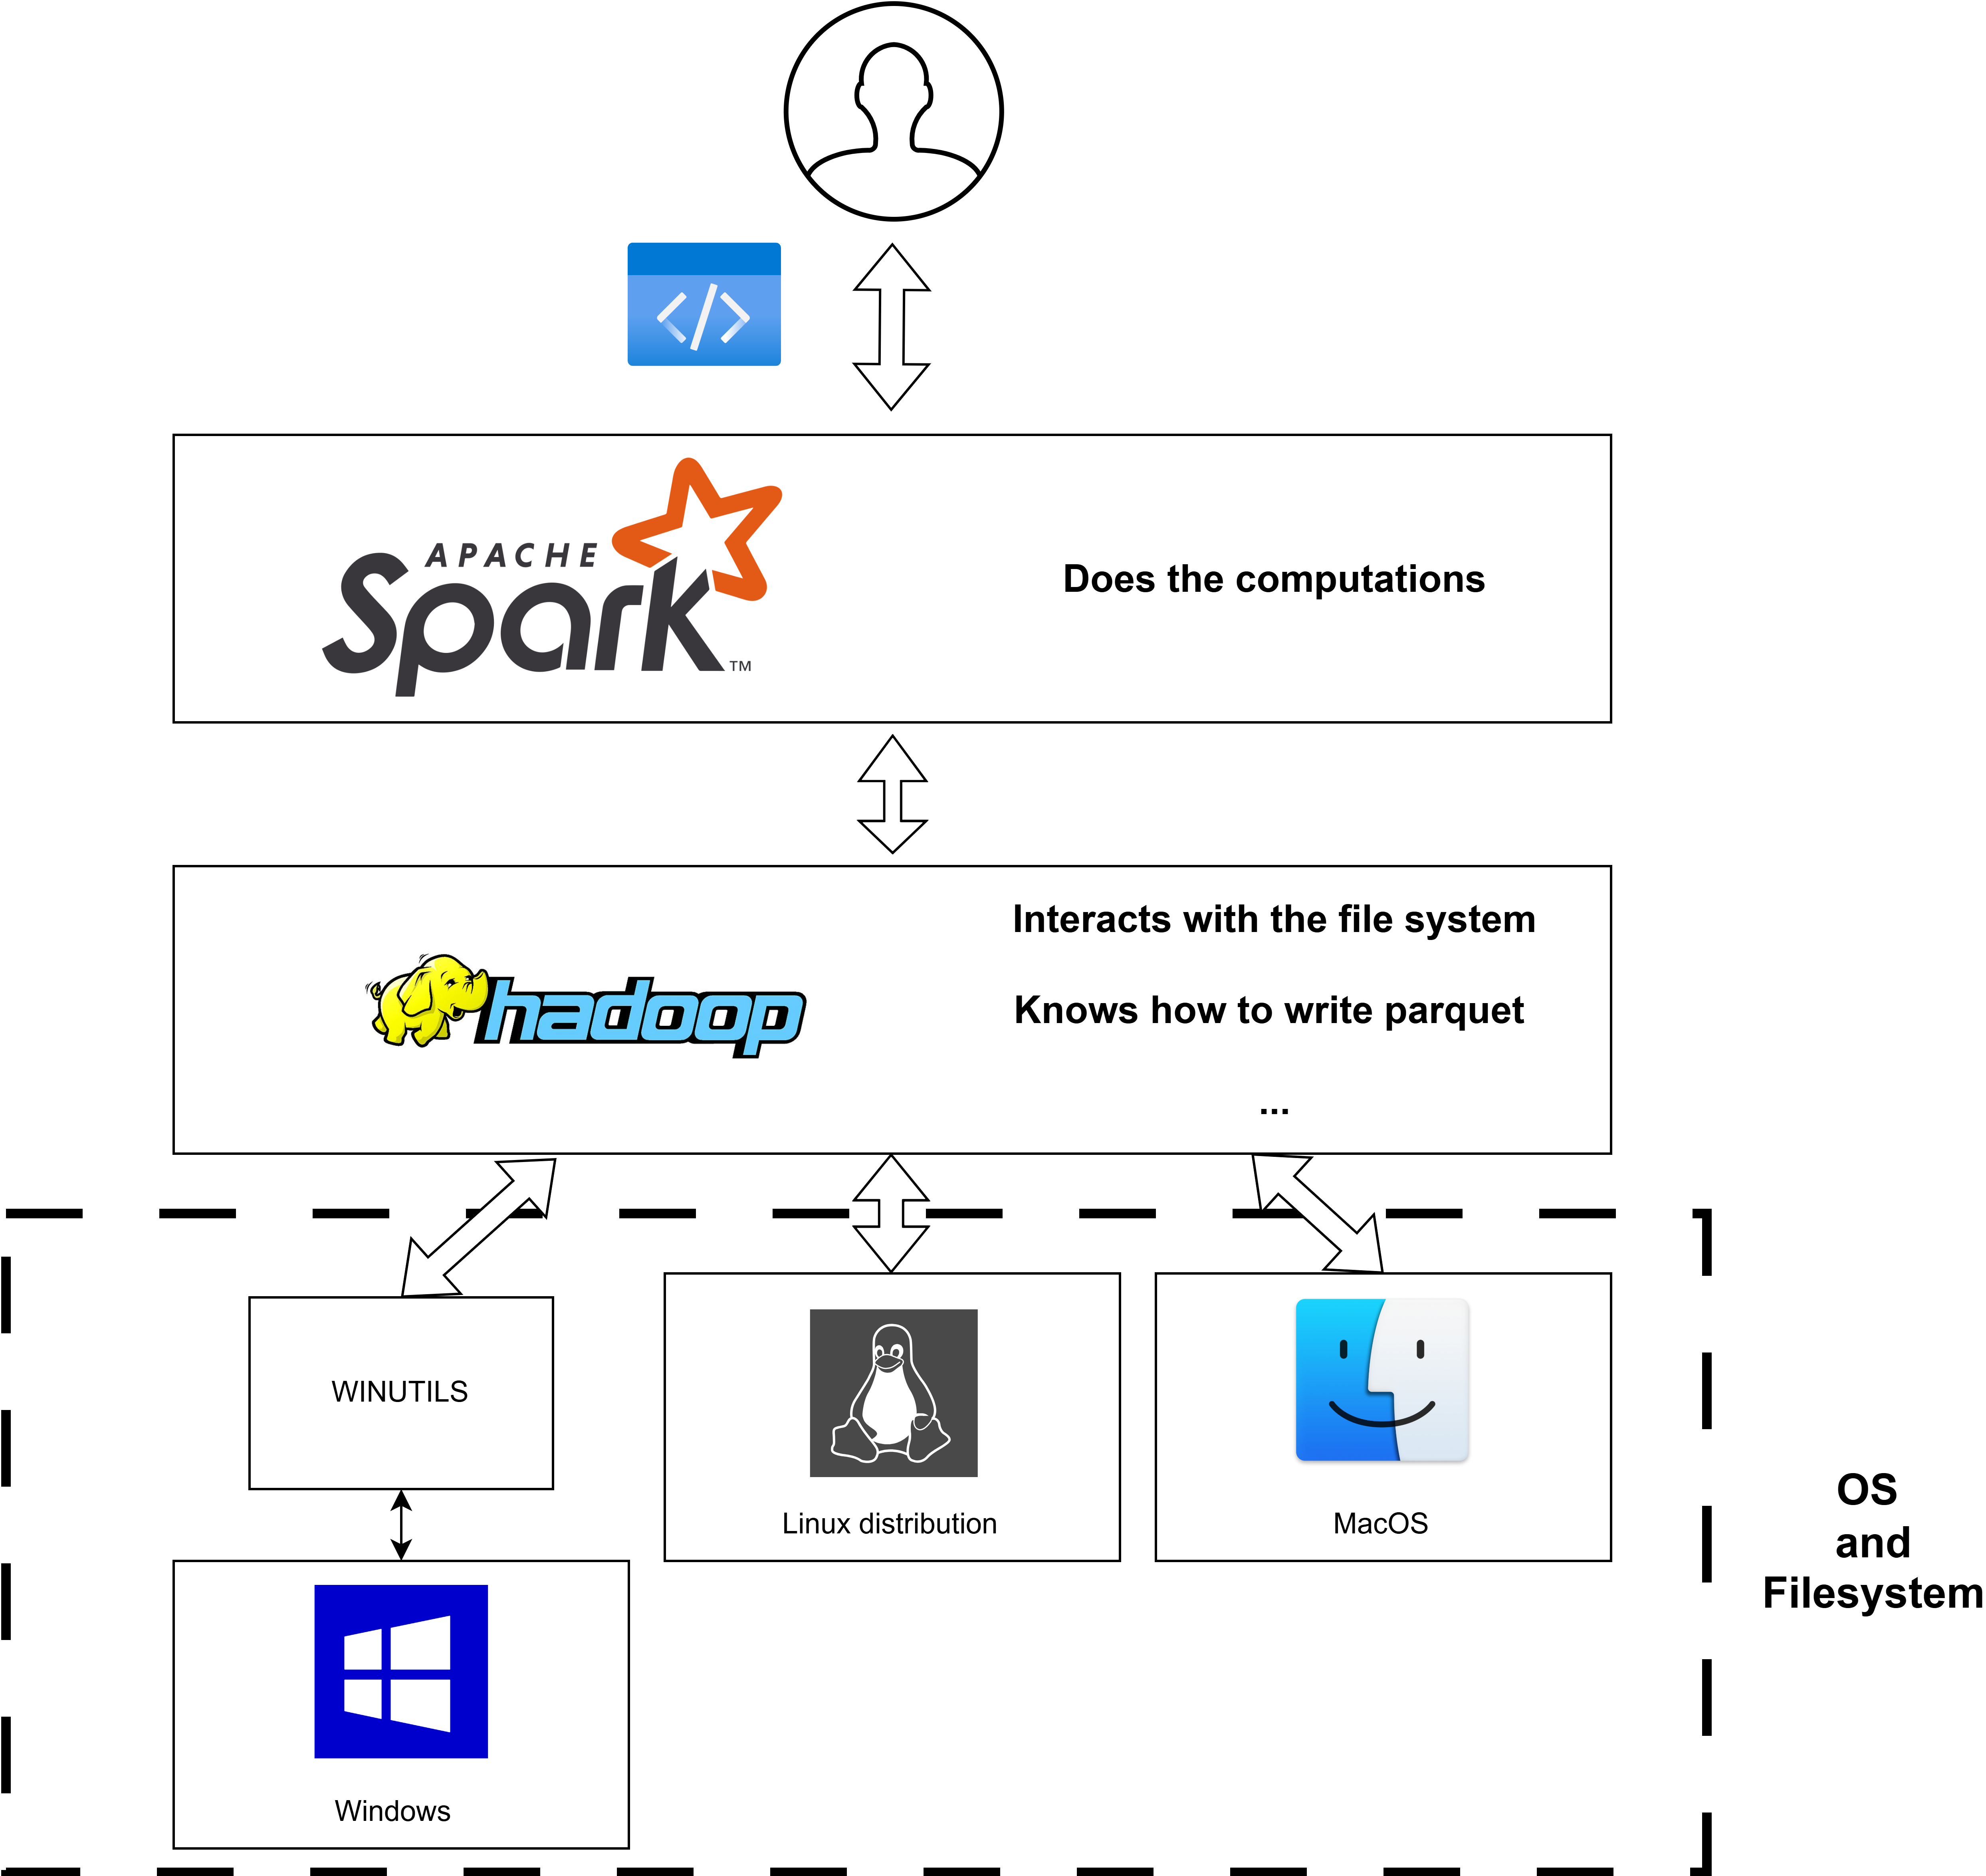 </>
APACHE
Spark™
Does the computations
hadoop
Interacts with the file system
Knows how to write parquet
...
WINUTILS
Linux distribution
MacOS
Windows
OS
and
Filesystem